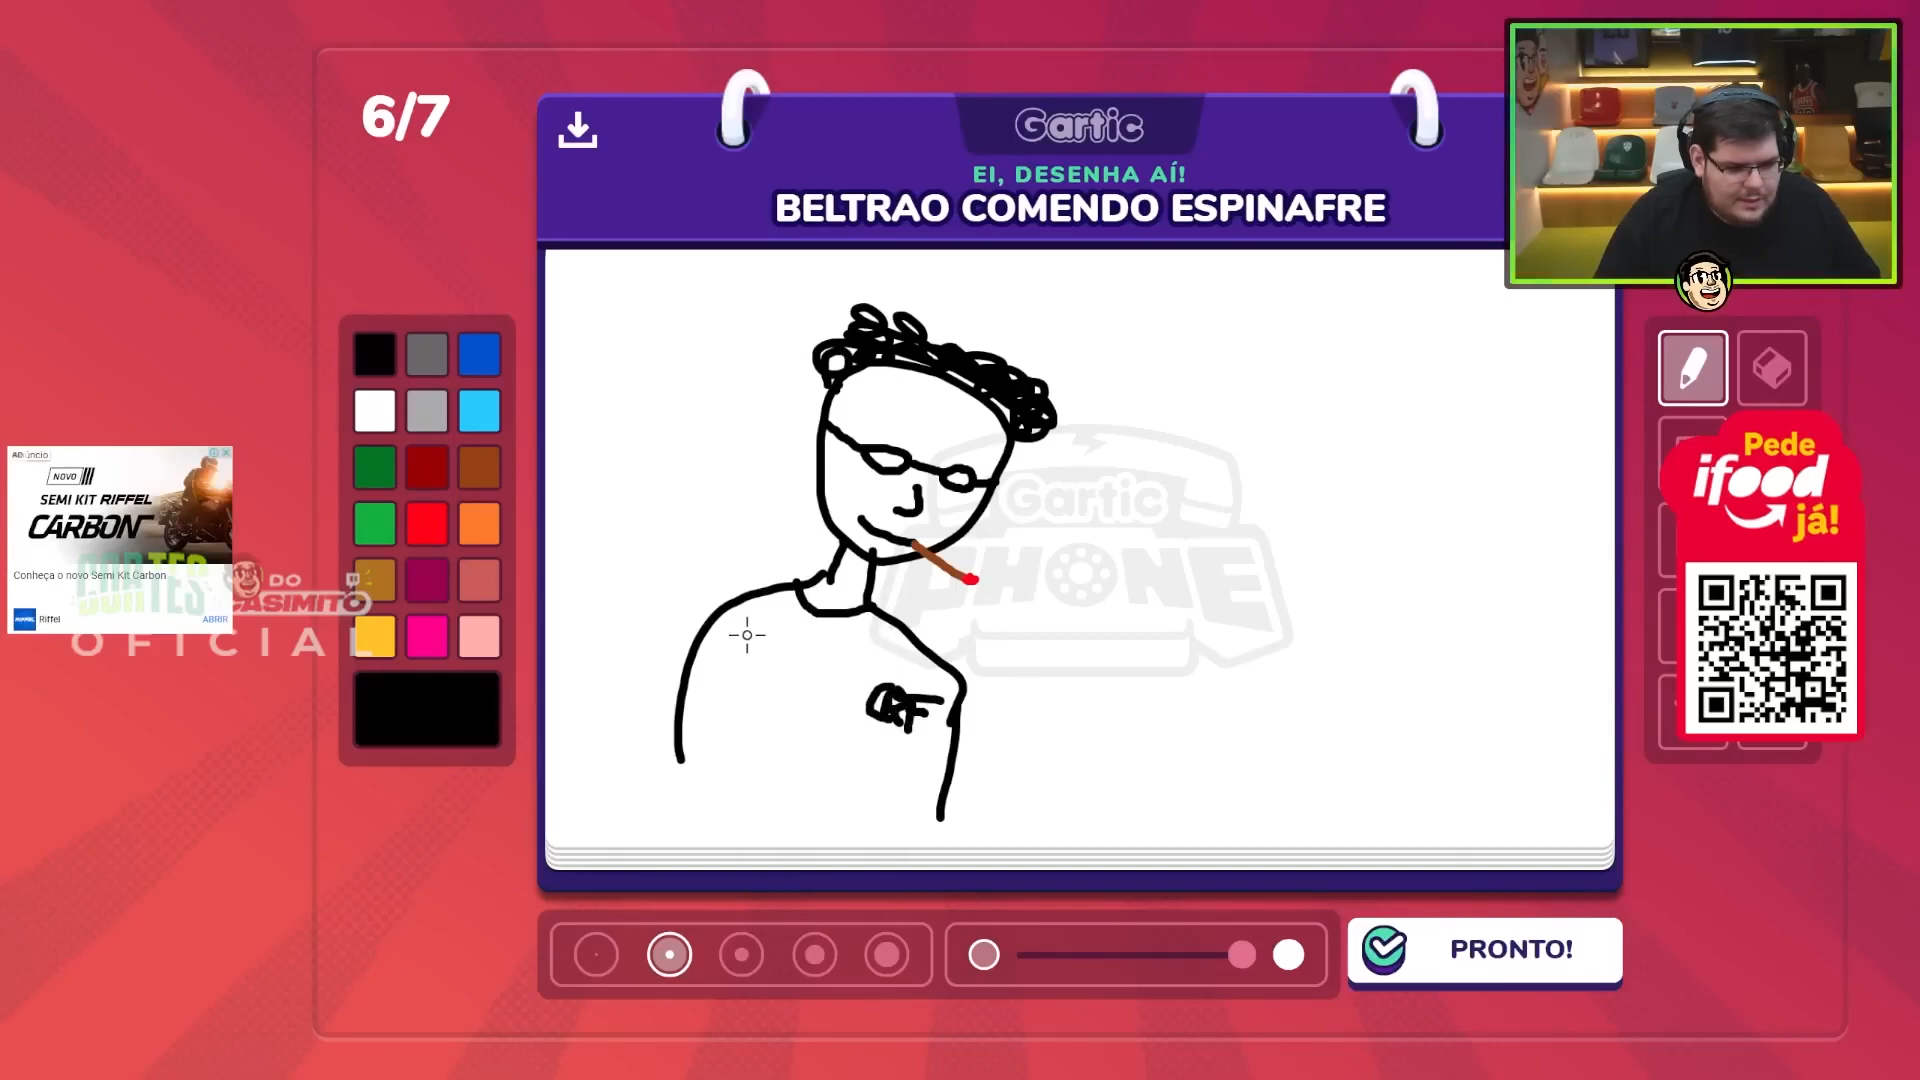 6/7
Gartic
EI, DESENHA AÍ!
BELTRAO COMENDO ESPINAFRE
Gartic
PHONE
CRF
Anúncio
NOVO
SEMI KIT RIFFEL
CARBON
Conheça o novo Semi Kit Carbon
Riffel
ABRIR
CORTES
DO
CASIMITO
OFICIAL
Pede
ifood
já!
PRONTO!